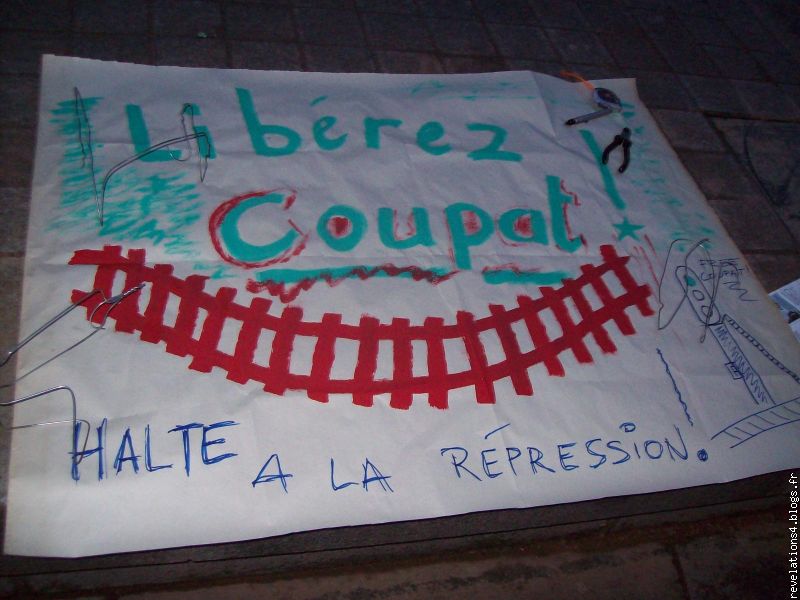 Libérez
Coupat !
HALTE A LA RÉPRESSION.
revelations4.blogs.fr